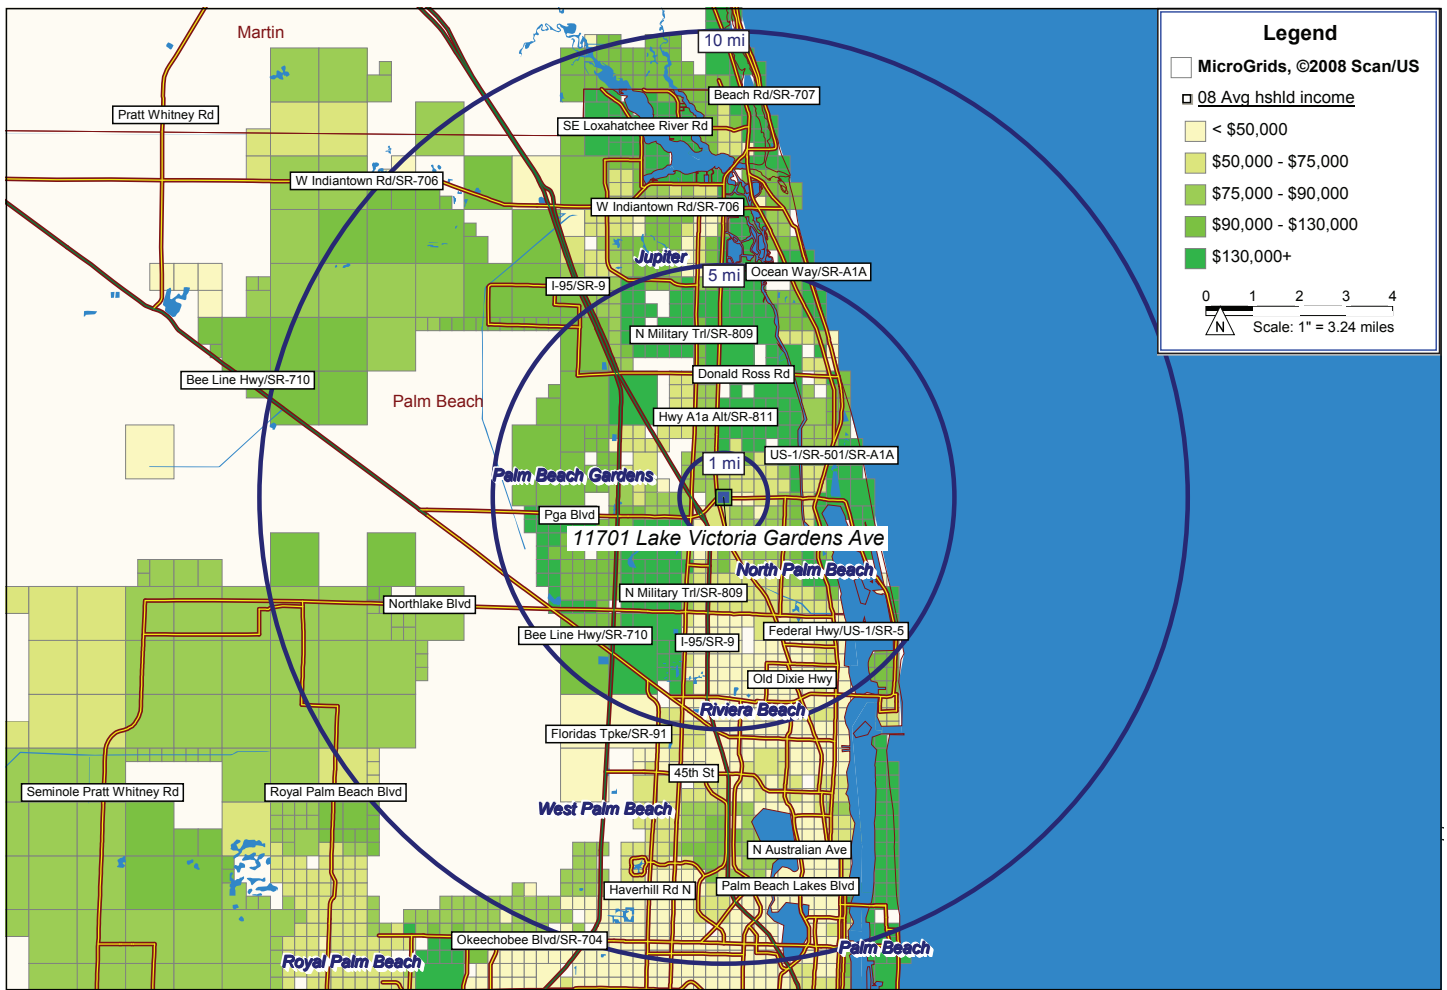 Martin
10 mi
Legend
MicroGrids, ©2008 Scan/US
08 Avg hshld income
< $50,000
$50,000 - $75,000
$75,000 - $90,000
$90,000 - $130,000
$130,000+
0 1 2 3 4
N
Scale: 1" = 3.24 miles
Beach Rd/SR-707
Pratt Whitney Rd
SE Loxahatchee River Rd
W Indiantown Rd/SR-706
W Indiantown Rd/SR-706
Jupiter
5 mi
Ocean Way/SR-A1A
I-95/SR-9
N Military Trl/SR-809
Donald Ross Rd
Bee Line Hwy/SR-710
Palm Beach
Hwy A1a Alt/SR-811
US-1/SR-501/SR-A1A
1 mi
Palm Beach Gardens
Pga Blvd
11701 Lake Victoria Gardens Ave
North Palm Beach
N Military Trl/SR-809
Northlake Blvd
Bee Line Hwy/SR-710
Federal Hwy/US-1/SR-5
I-95/SR-9
Old Dixie Hwy
Riviera Beach
Floridas Tpke/SR-91
45th St
Seminole Pratt Whitney Rd
Royal Palm Beach Blvd
West Palm Beach
N Australian Ave
Haverhill Rd N
Palm Beach Lakes Blvd
Okeechobee Blvd/SR-704
Palm Beach
Royal Palm Beach